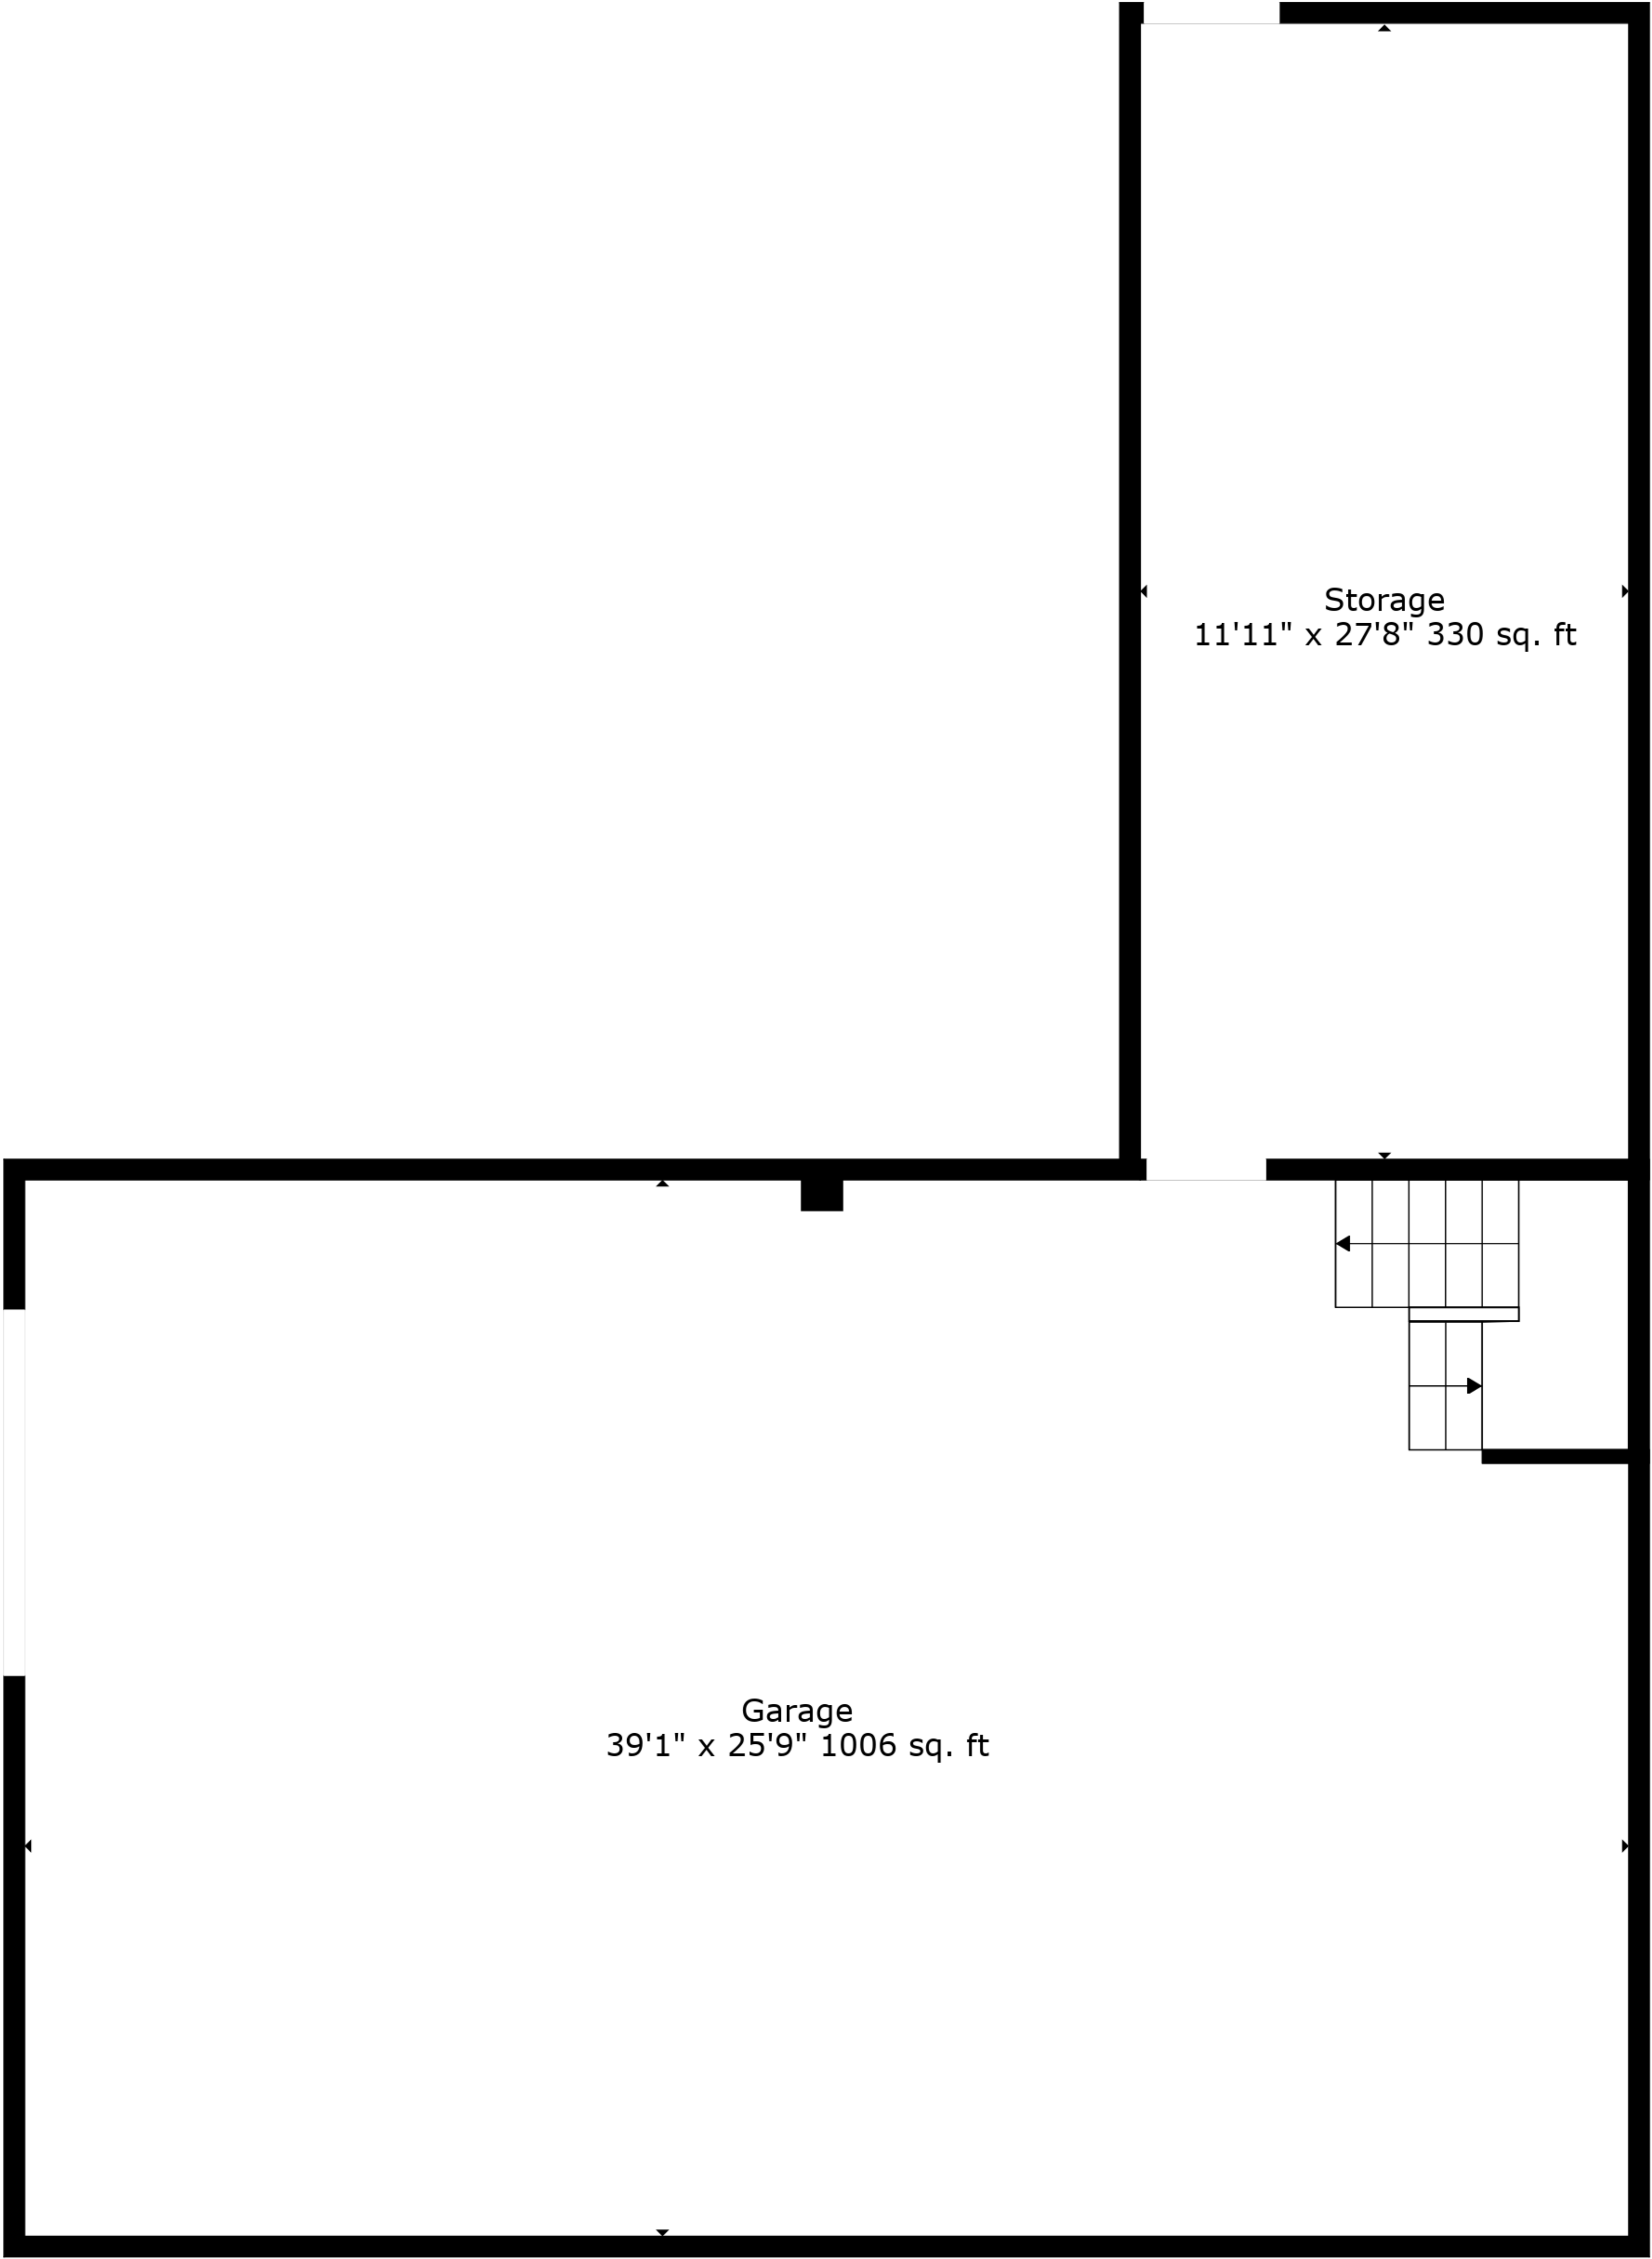 Storage
11'11" x 27'8" 330 sq. ft
Garage
39'1" x 25'9" 1006 sq. ft